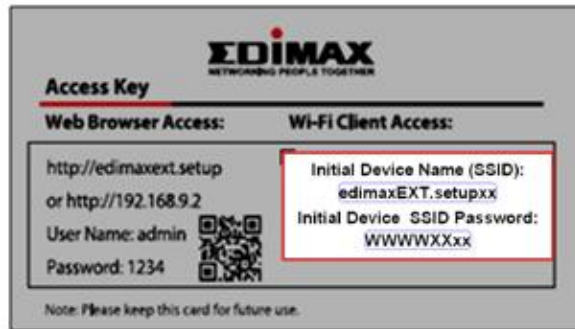 EDiMAX
NETWORKING PEOPLE TOGETHER
Access Key
Web Browser Access:
Wi-Fi Client Access:
http://edimaxext.setup
or http://192.168.9.2
User Name: admin
Password: 1234
Initial Device Name (SSID):
edimaxEXT.setupxx
Initial Device SSID Password:
WWWWXXxx
Note: Please keep this card for future use.